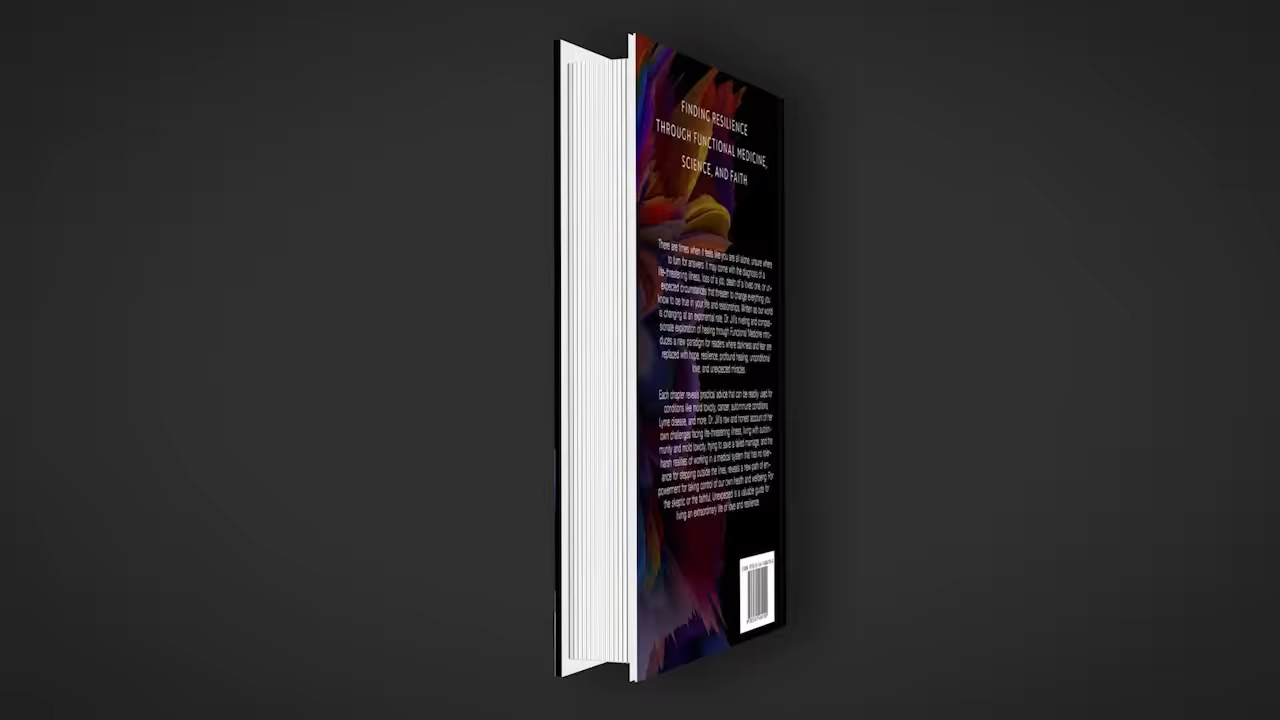 FINDING RESILIENCE
THROUGH FUNCTIONAL MEDICINE,
SCIENCE, AND FAITH
There are times when it feels like you are all alone, unsure where
to turn for answers. It may come with the diagnosis of a
life-threatening illness, loss of a job, death of a loved one, or un-
expected circumstances that threaten to change everything you
know to be true in your life and relationships. Written as our world
is changing at an exponential rate, Dr. Jill's riveting and compas-
sionate exploration of healing through Functional Medicine intro-
duces a new paradigm for readers where darkness and fear are
replaced with hope, resilience, profound healing, unconditional
love, and unexpected miracles.
Each chapter reveals practical advice that can be readily used for
conditions like mold toxicity, cancer, autoimmune conditions,
Lyme disease, and more. Dr. Jill's raw and honest account of her
own challenges facing life-threatening illness, living with autoim-
munity and mold toxicity, trying to save a failed marriage, and the
harsh realities of working in a medical system that has no toler-
ance for stepping outside the lines, reveals a new path of em-
powerment for taking control of our own health and wellbeing. For
the skeptic or the faithful, Unexpected is a valuable guide for
living an extraordinary life of love and resilience.
ISBN